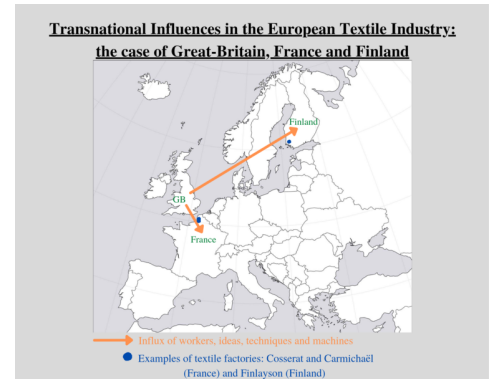 Transnational Influences in the European Textile Industry:
the case of Great-Britain, France and Finland
Finland
GB
France
Influx of workers, ideas, techniques and machines
Examples of textile factories: Cosserat and Carmichaël
(France) and Finlayson (Finland)